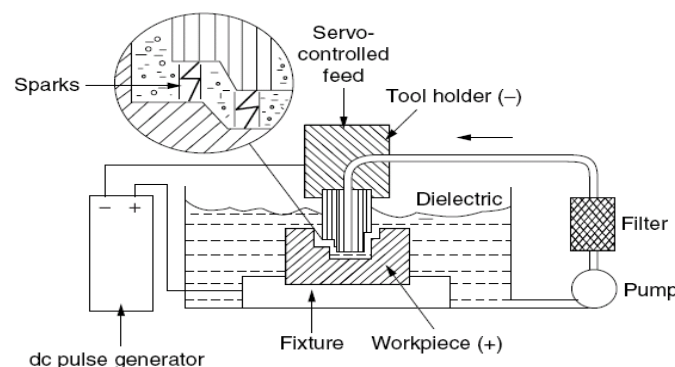 Servo-
controlled
feed
Sparks
Tool holder (–)
Dielectric
– +
Filter
Pump
Fixture
Workpiece (+)
dc pulse generator